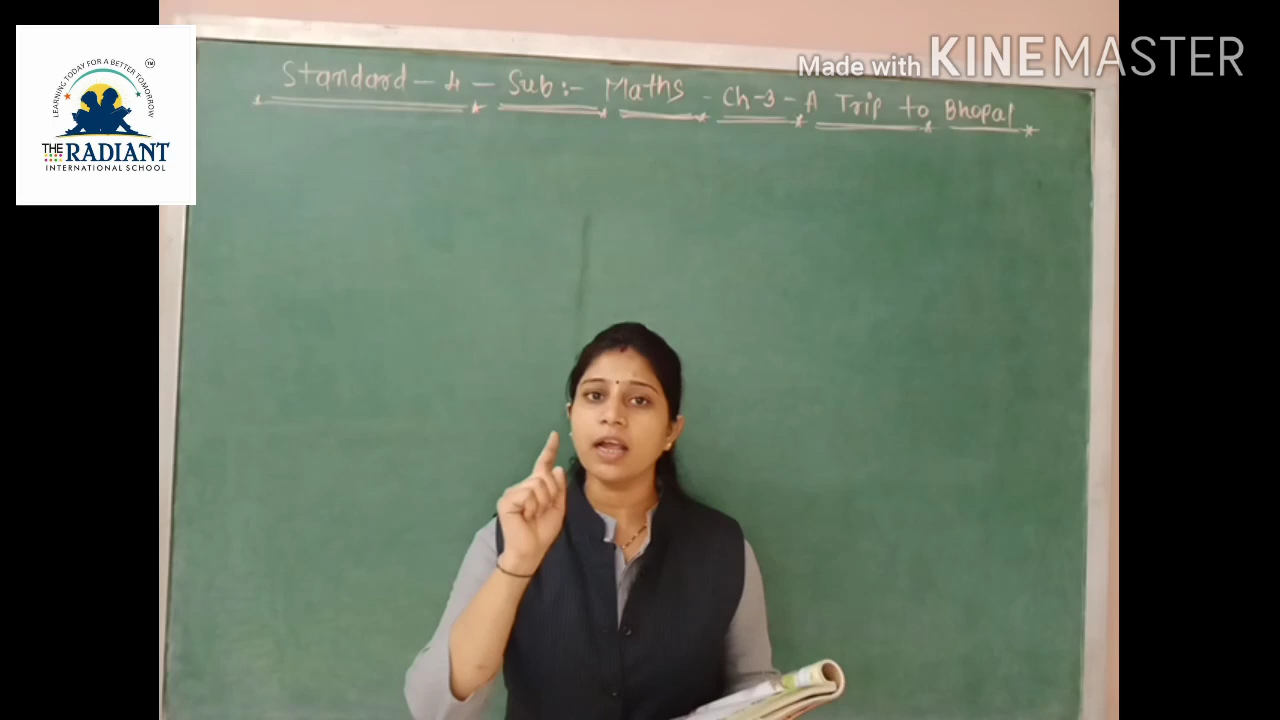 Standard - 4 - Sub:- Maths - Ch-3 - A Trip to Bhopal
Made with KINEMASTER
LEARNING TODAY FOR A BETTER TOMORROW
TM
THE RADIANT
INTERNATIONAL SCHOOL